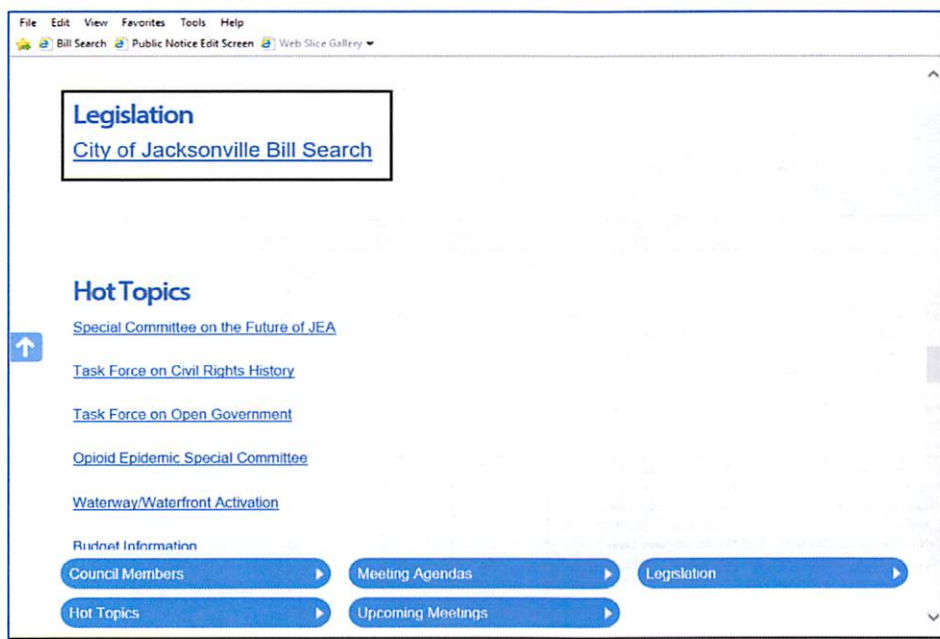 File Edit View Favorites Tools Help
Bill Search Public Notice Edit Screen Web Slice Gallery
Legislation
City of Jacksonville Bill Search
Hot Topics
Special Committee on the Future of JEA
Task Force on Civil Rights History
Task Force on Open Government
Opioid Epidemic Special Committee
Waterway/Waterfront Activation
Budget Information
Council Members Meeting Agendas Legislation
Hot Topics Upcoming Meetings